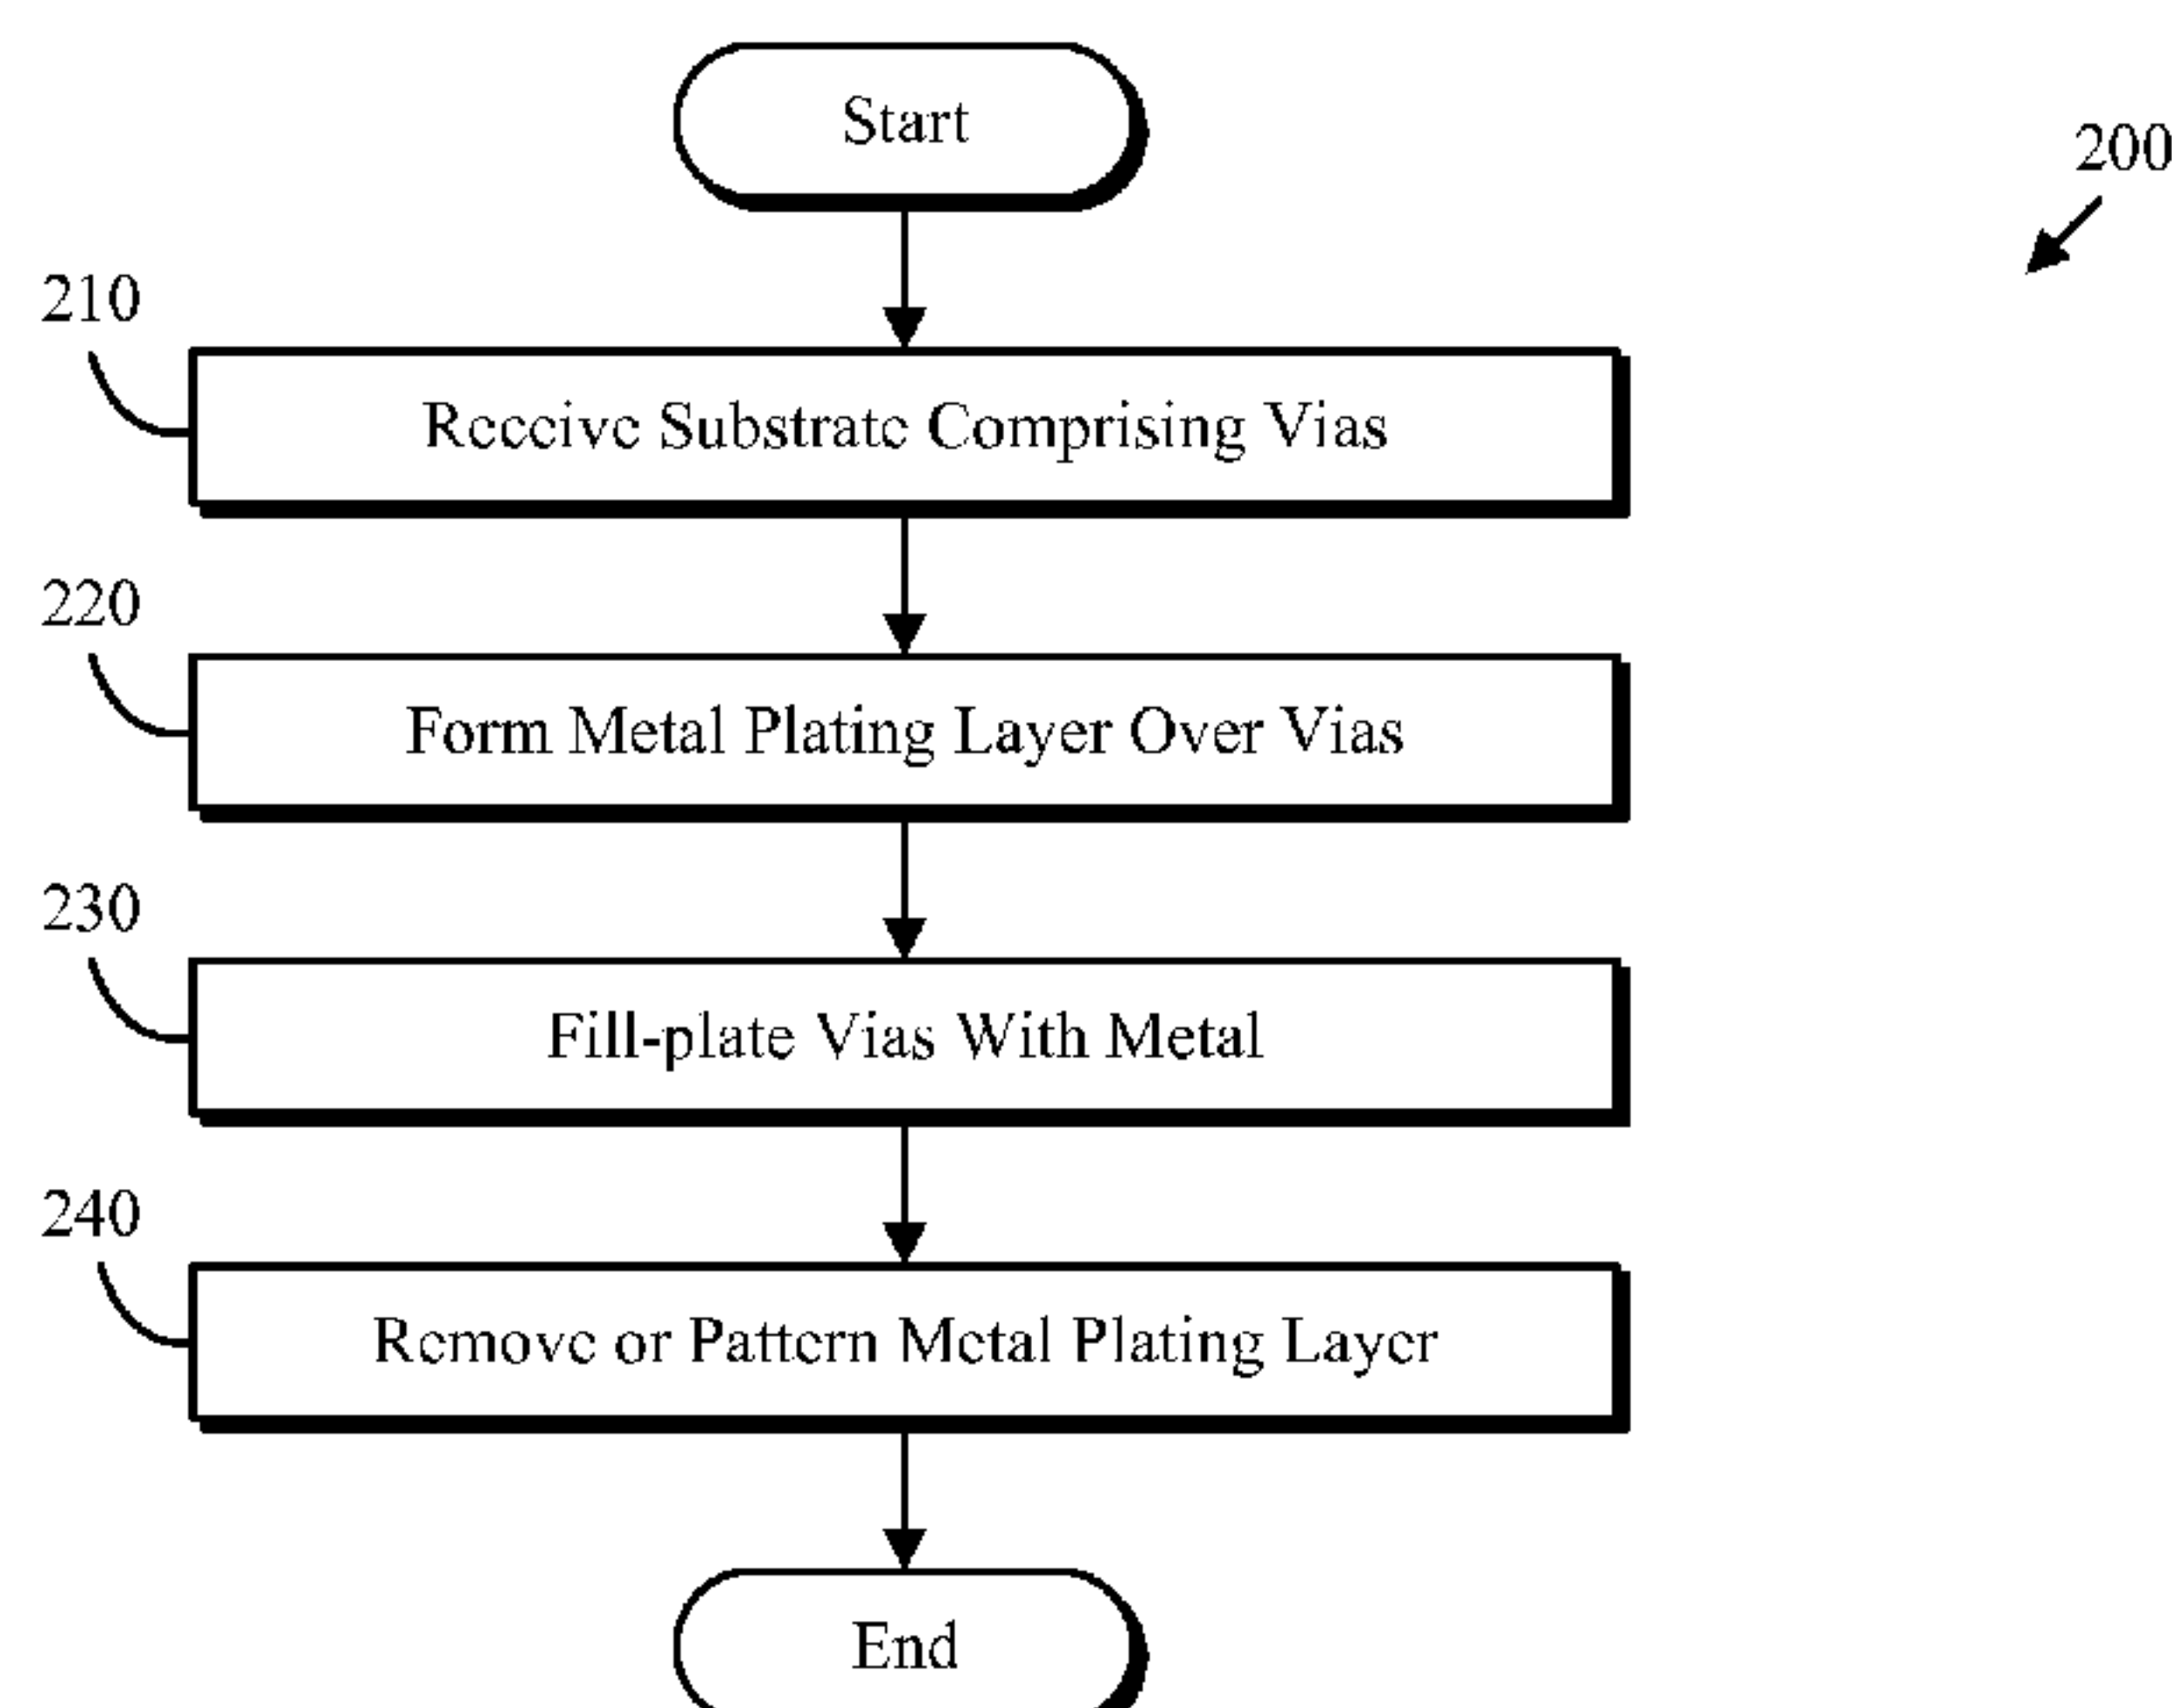 Start
200
210
Receive Substrate Comprising Vias
220
Form Metal Plating Layer Over Vias
230
Fill-plate Vias With Metal
240
Remove or Pattern Metal Plating Layer
End